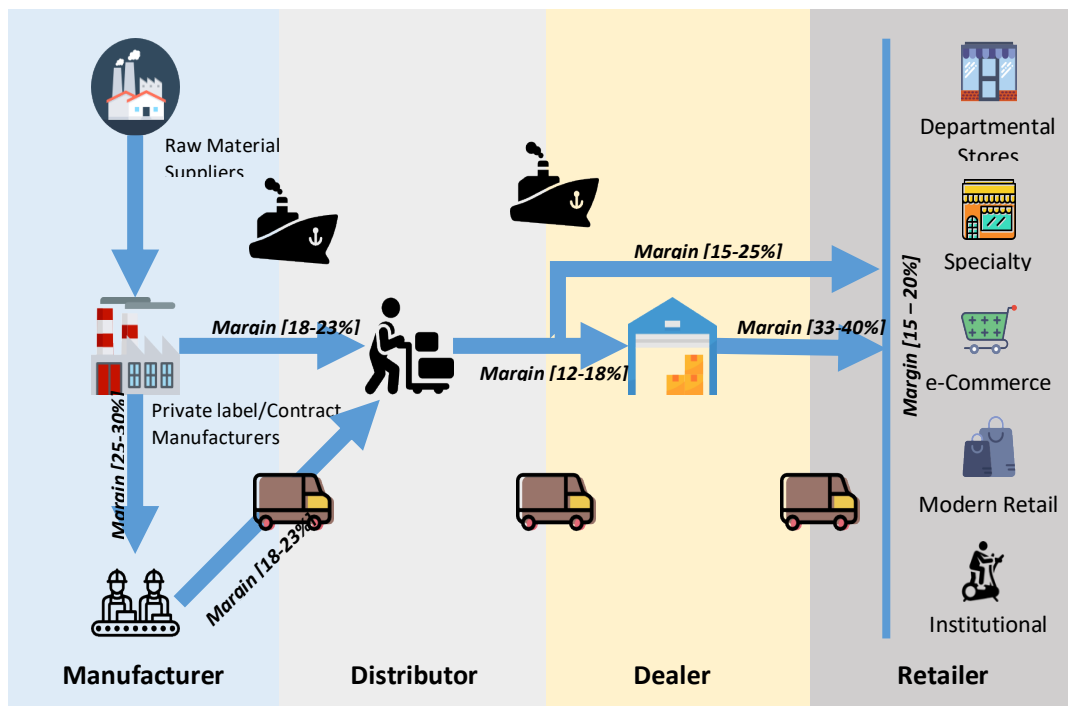 Raw Material
Suppliers
Margin [18-23%]
Private label/Contract
Manufacturers
Margin [25-30%]
Margin [18-23%]
Margin [12-18%]
Margin [15-25%]
Margin [33-40%]
Margin [15 – 20%]
Departmental
Stores
Specialty
e-Commerce
Modern Retail
Institutional
Manufacturer
Distributor
Dealer
Retailer